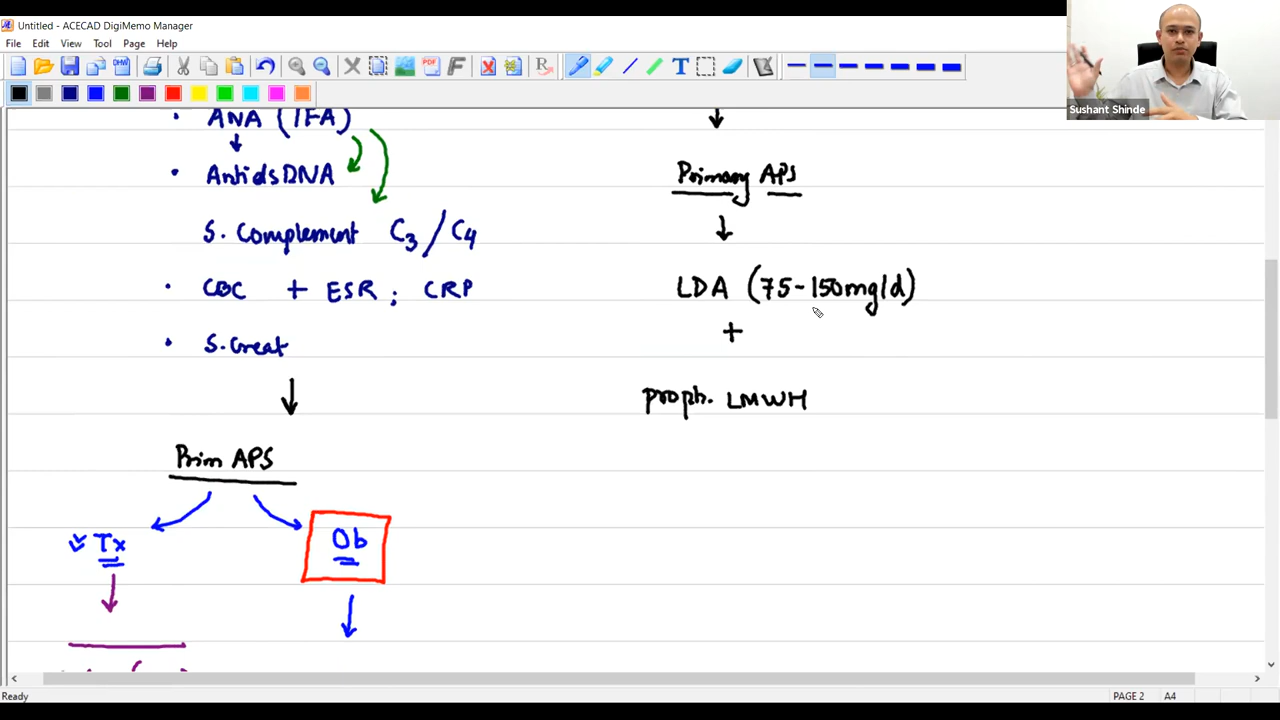 Untitled - ACECAD DigiMemo Manager
File Edit View Tool Page Help
Sushant Shinde
• ANA (IFA)
• AntidsDNA
S. Complement C3/C4
• CBC + ESR ; CRP
• S.Creat
Prim APS
Tx
Ob
Primary APS
LDA (75-150mg/d)
+
proph. LMWH
Ready
PAGE 2
A4